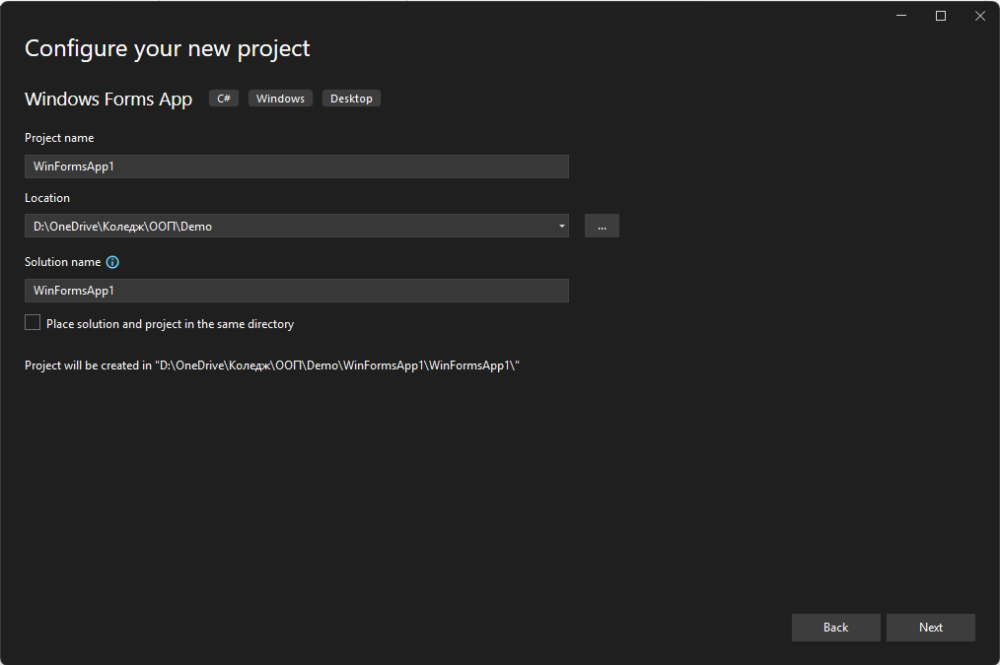 Configure your new project
Windows Forms App C# Windows Desktop
Project name
WinFormsApp1
Location
D:\OneDrive\Коледж\ООП\Demo
...
Solution name
WinFormsApp1
Place solution and project in the same directory
Project will be created in "D:\OneDrive\Коледж\ООП\Demo\WinFormsApp1\WinFormsApp1\"
Back Next